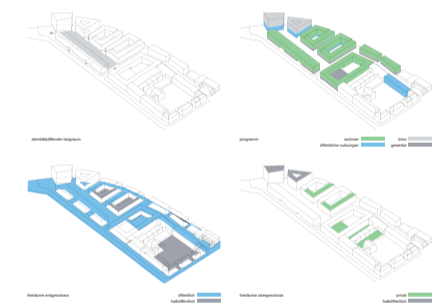 identitätsstiftender langraum
programm
wohnen
büro
öffentliche nutzungen
gewerbe
freiräume erdgeschoss
öffentlich
halböffentlich
freiräume obergeschoss
privat
halböffentlich